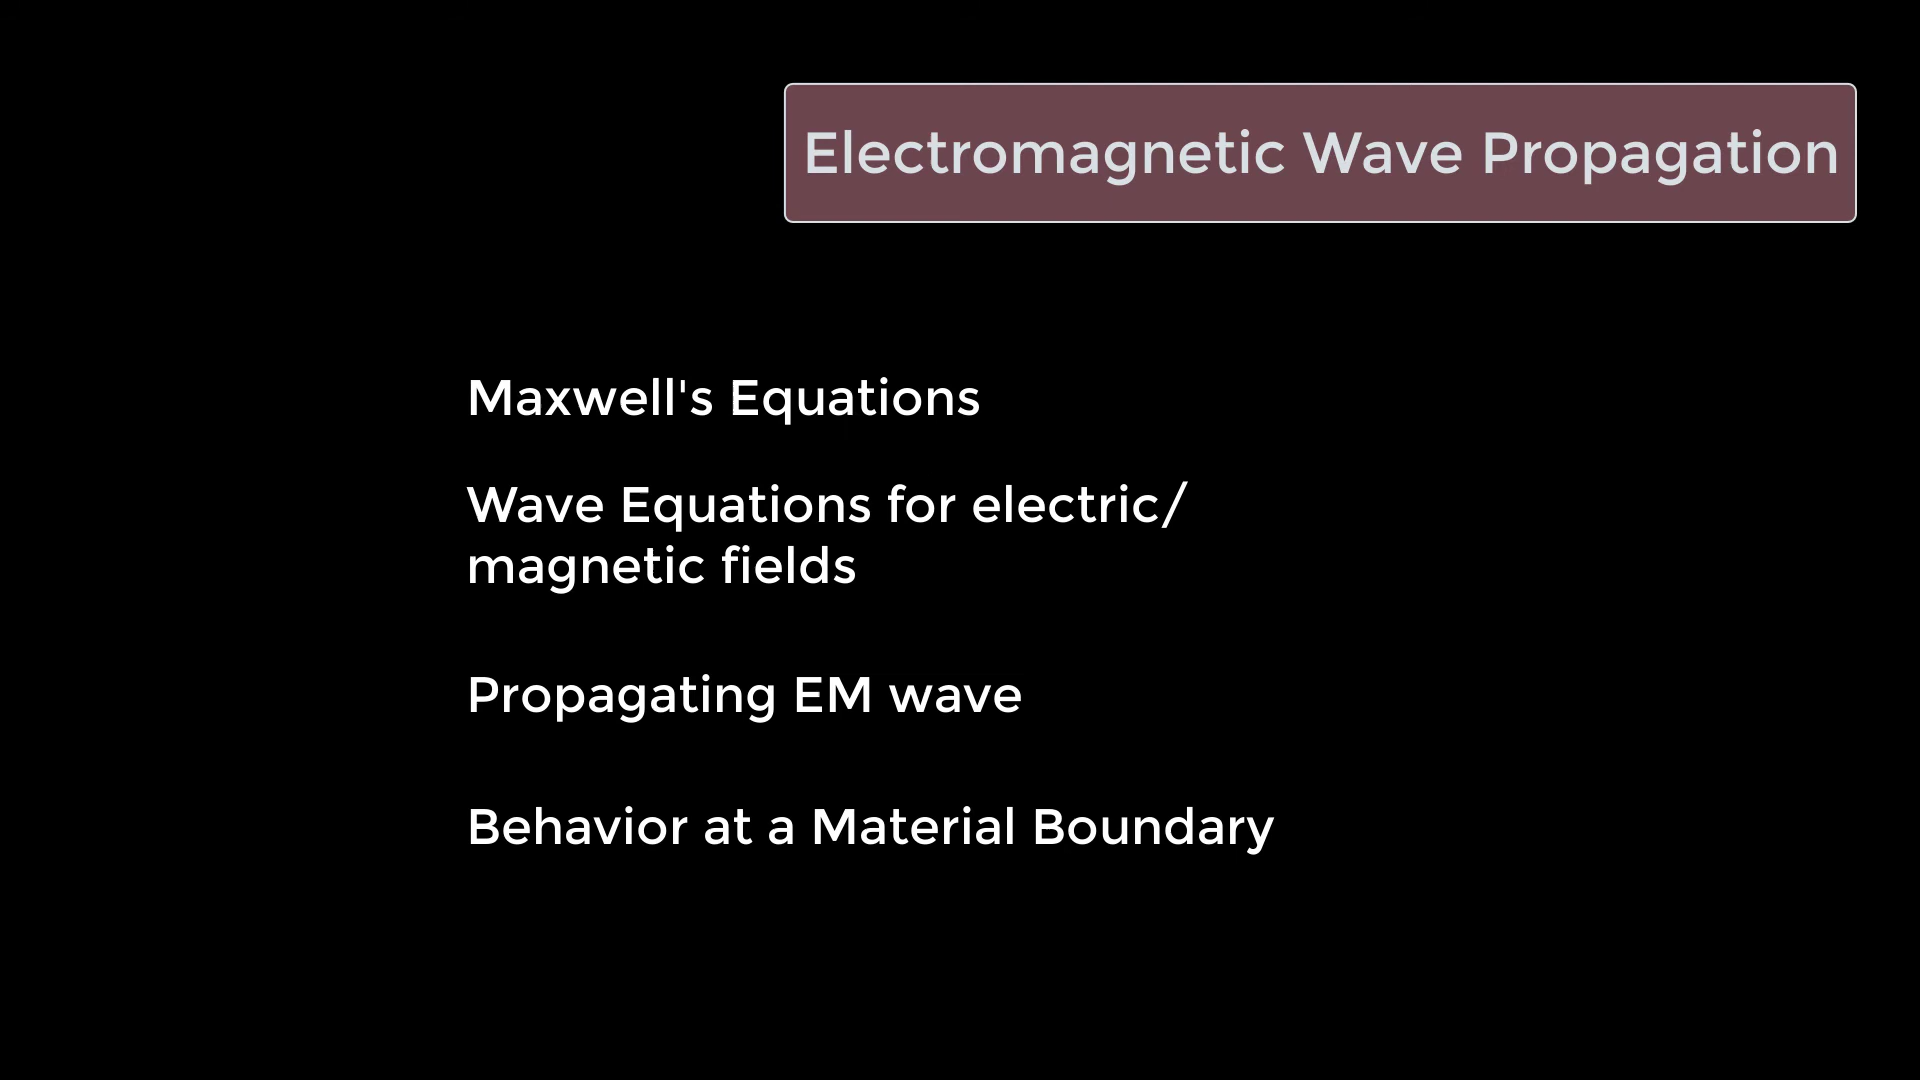 Electromagnetic Wave Propagation
Maxwell's Equations
Wave Equations for electric/
magnetic fields
Propagating EM wave
Behavior at a Material Boundary